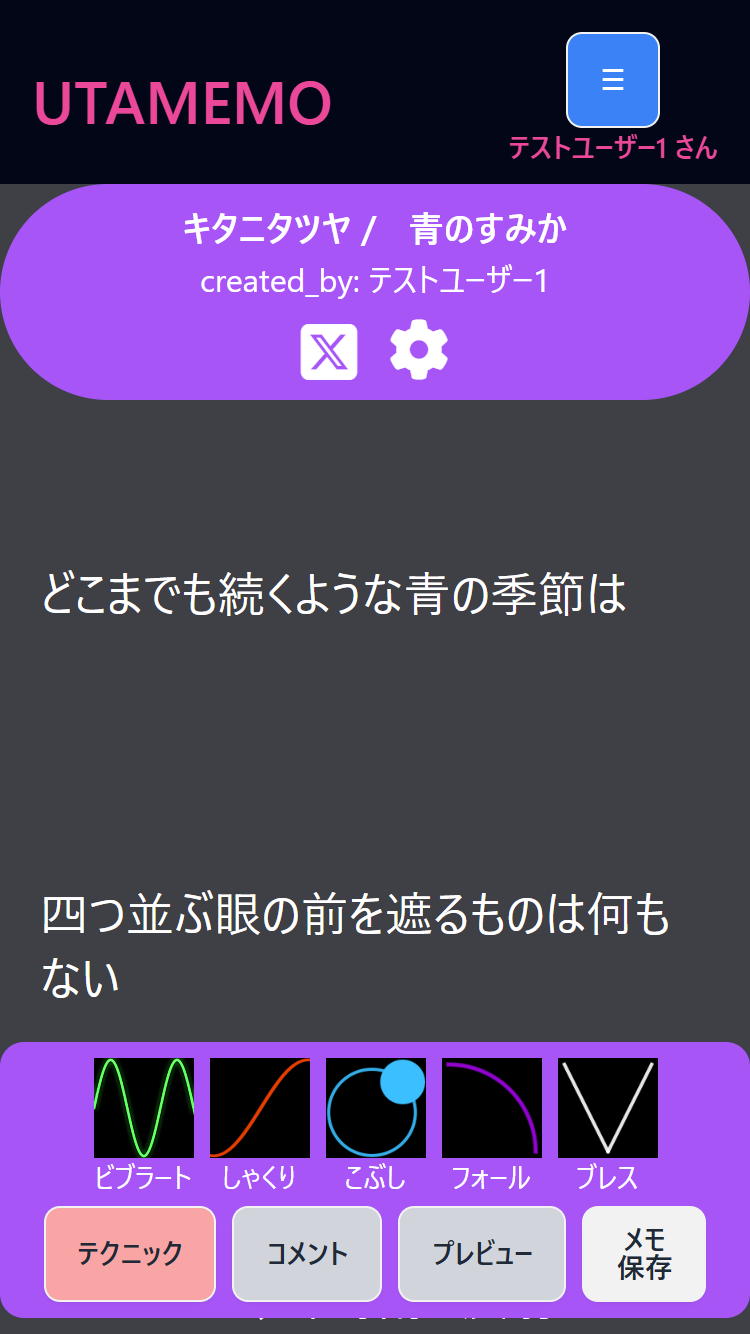 UTAMEMO
☰
テストユーザー1 さん
キタニタツヤ /　青のすみか
created_by: テストユーザー1
どこまでも続くような青の季節は
四つ並ぶ眼の前を遮るものは何も
ない
ビブラート しゃくり こぶし フォール ブレス
テクニック コメント プレビュー メモ
保存